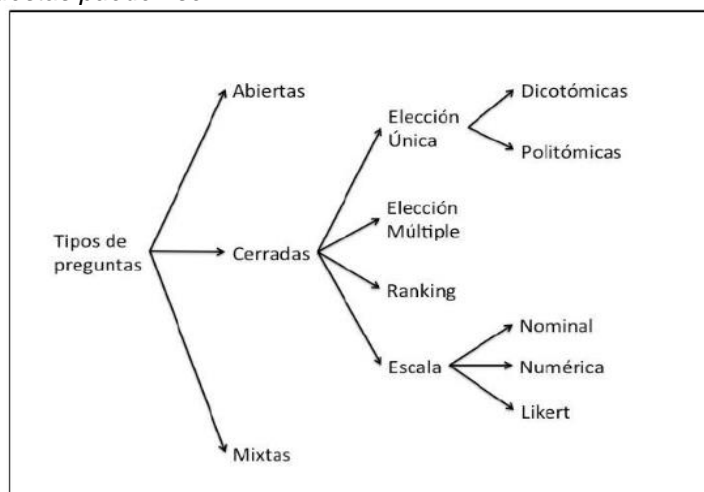 Abiertas
Dicotómicas
Elección
Única
Politómicas
Elección
Múltiple
Tipos de
preguntas
Cerradas
Ranking
Nominal
Escala
Numérica
Likert
Mixtas